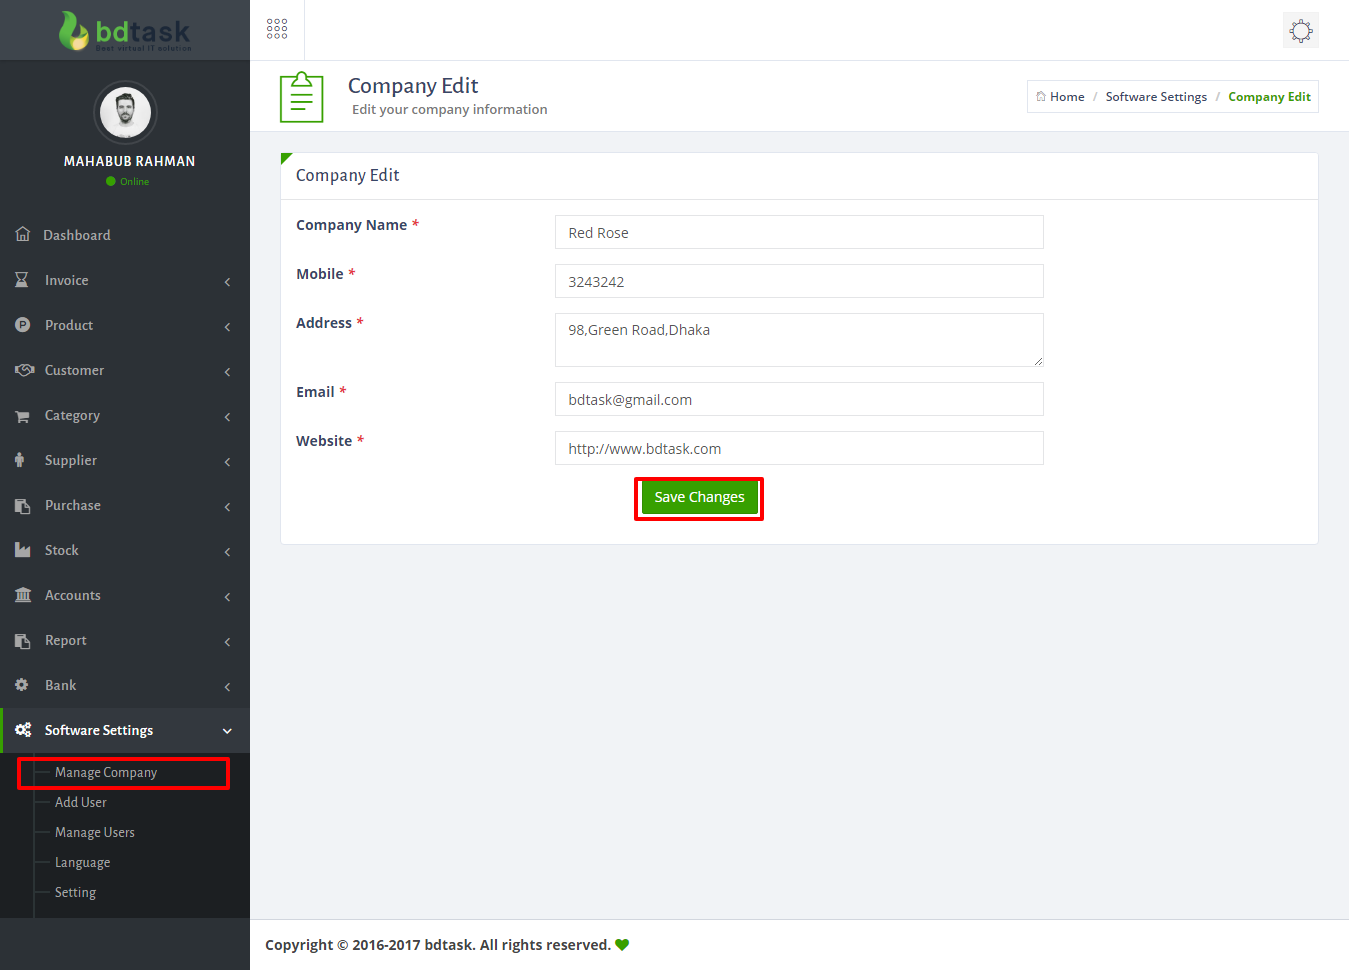 bdtask
Best virtual IT solution
MAHABUB RAHMAN
Online
Dashboard
Invoice
Product
Customer
Category
Supplier
Purchase
Stock
Accounts
Report
Bank
Software Settings
Manage Company
Add User
Manage Users
Language
Setting
Company Edit
Edit your company information
Home / Software Settings / Company Edit
Company Edit
Company Name *
Red Rose
Mobile *
3243242
Address *
98,Green Road,Dhaka
Email *
bdtask@gmail.com
Website *
http://www.bdtask.com
Save Changes
Copyright © 2016-2017 bdtask. All rights reserved.